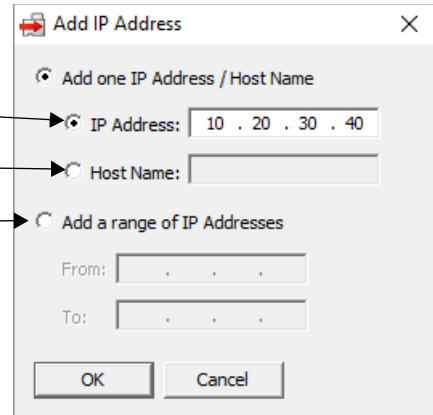 Add IP Address
Add one IP Address / Host Name
IP Address: 10 . 20 . 30 . 40
Host Name:
Add a range of IP Addresses
From: . . .
To: . . .
OK Cancel